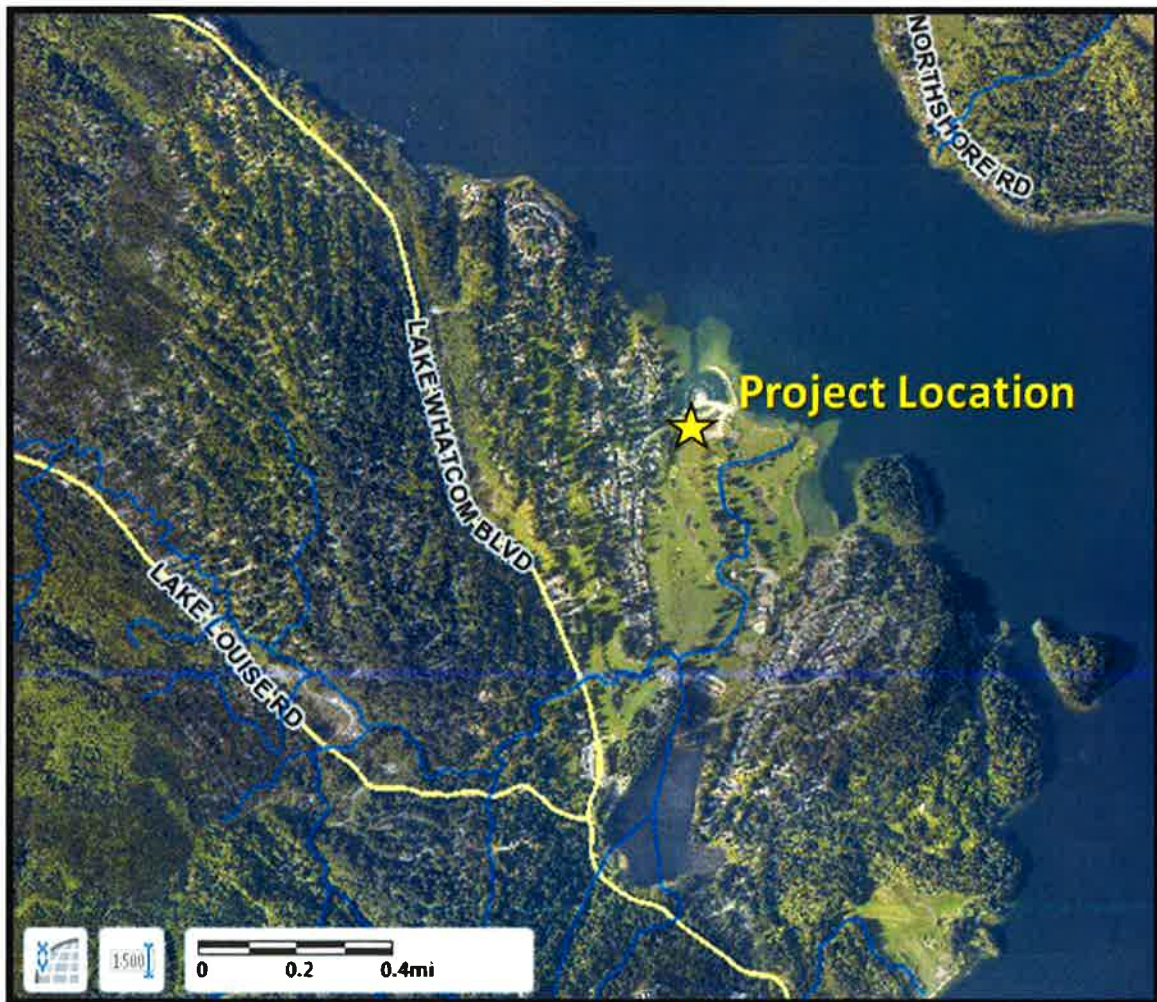 NORTHSHORE RD
LAKE WHATCOM BLVD
Project Location
LAKE LOUISE RD
1:500
0
0.2
0.4mi